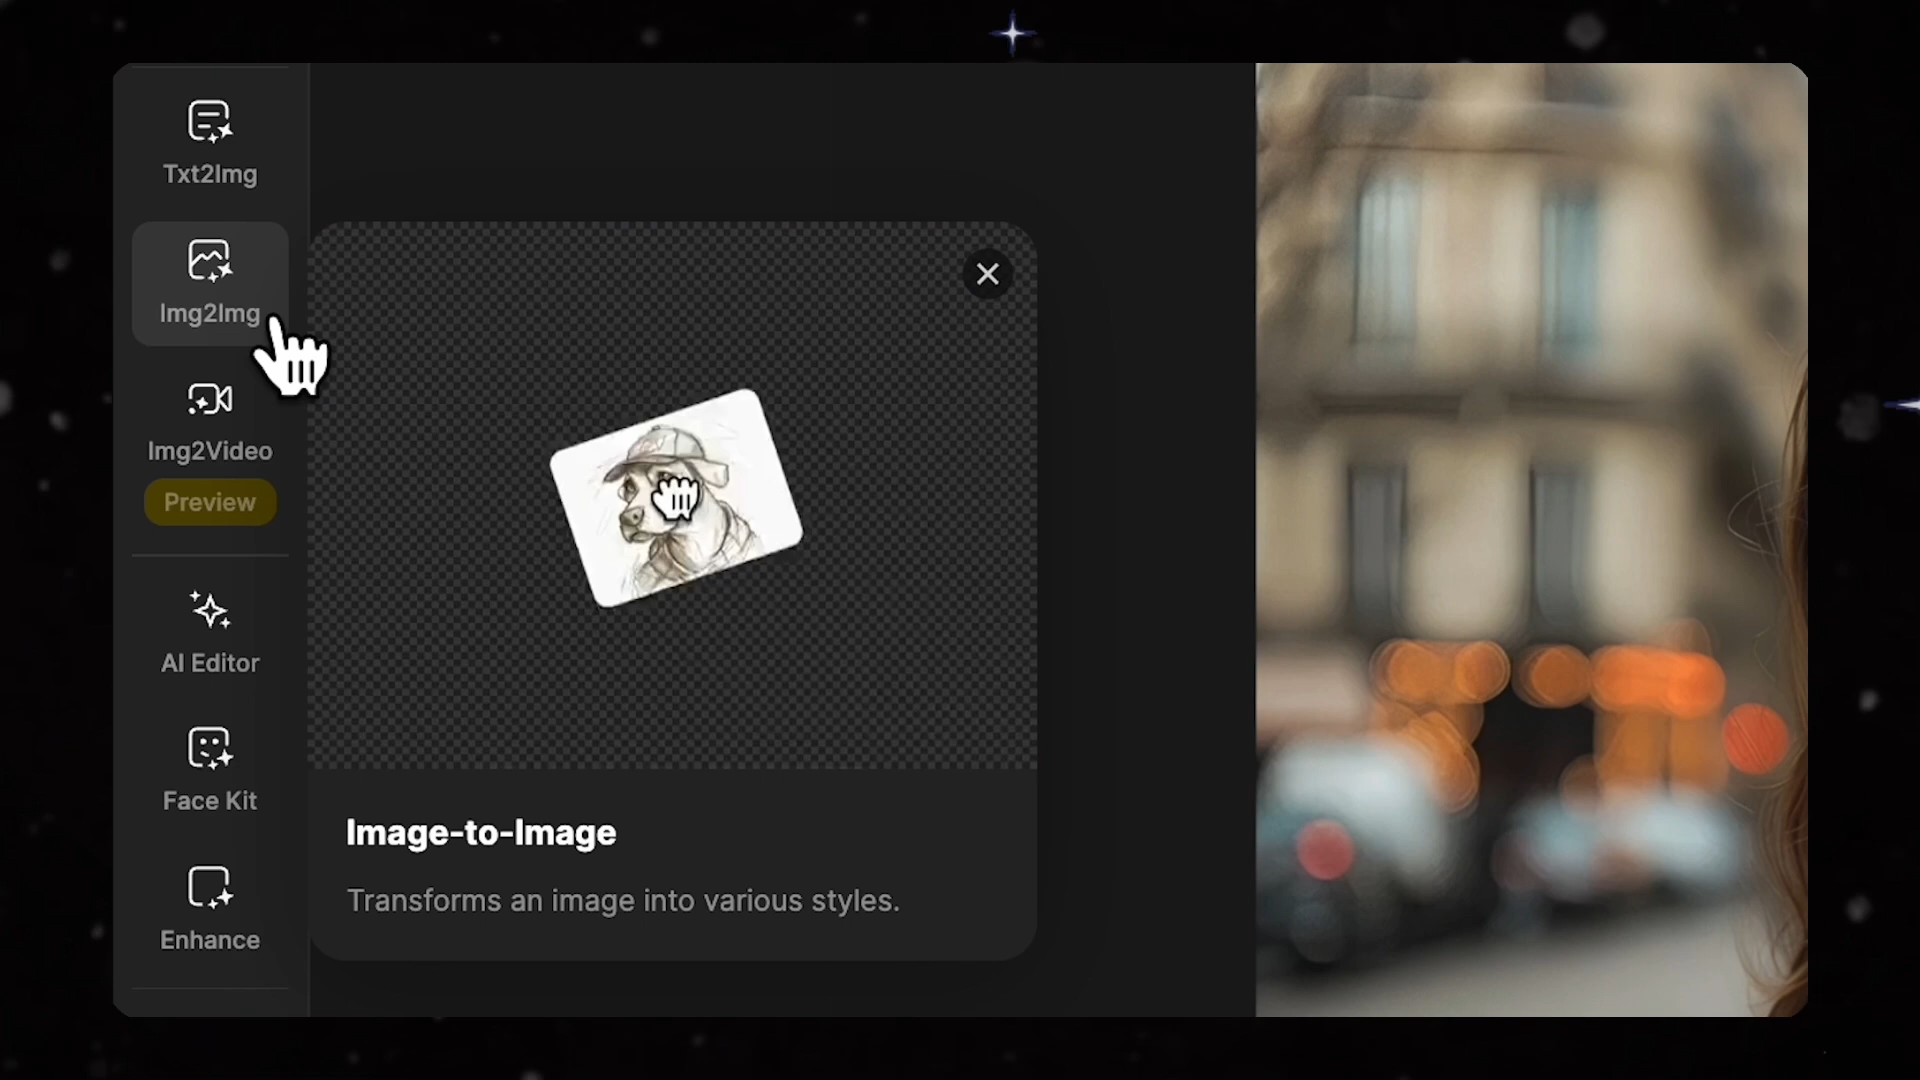 Txt2Img
Img2Img
Img2Video
Preview
AI Editor
Face Kit
Enhance
Image-to-Image
Transforms an image into various styles.